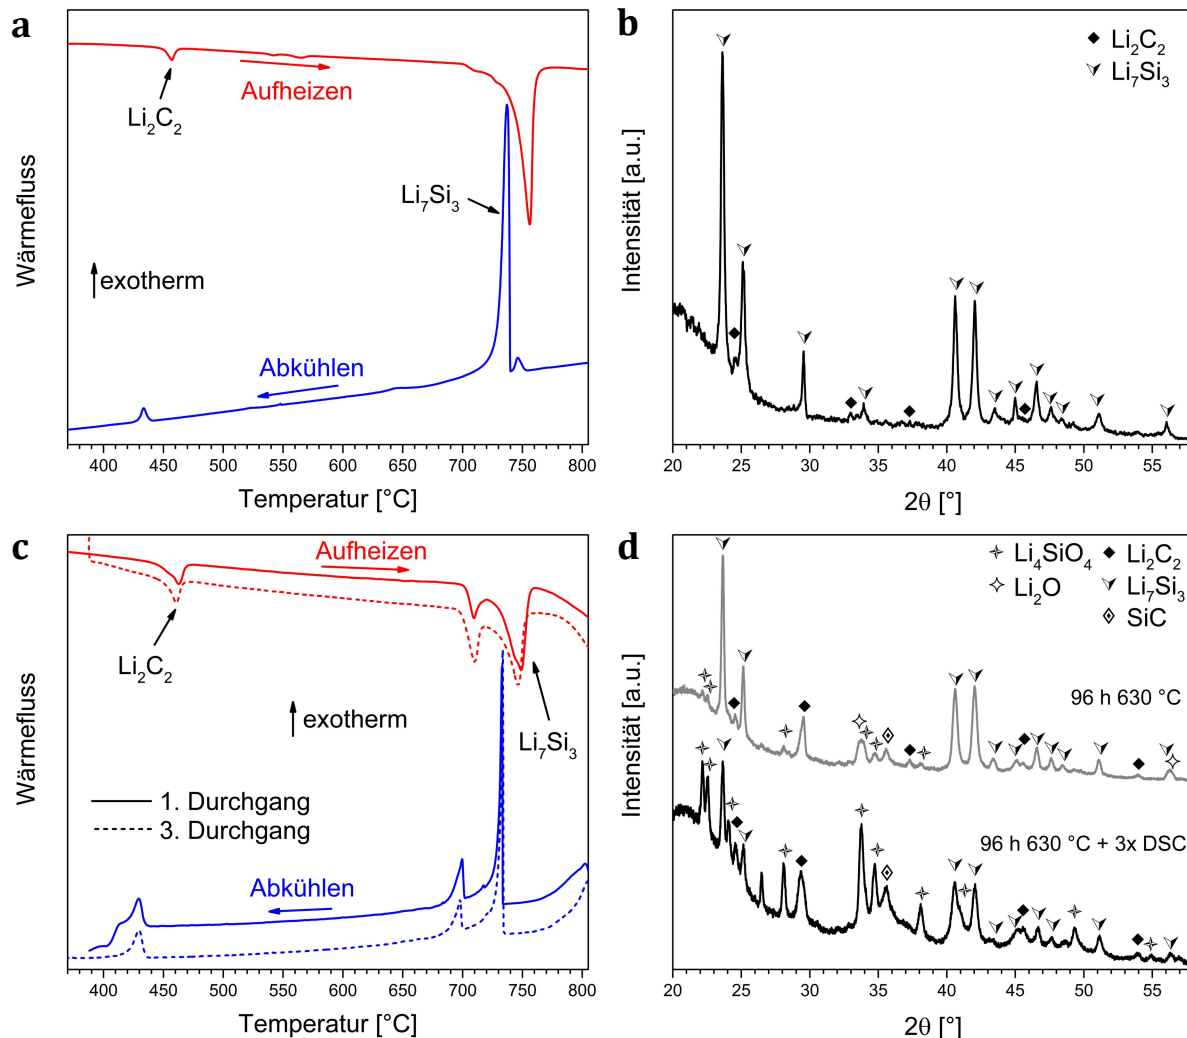 a
Li₂C₂
Aufheizen
Li₇Si₃
exotherm
Abkühlen
Wärmefluss
400 450 500 550 600 650 700 750 800
Temperatur [°C]
b
Li₂C₂
Li₇Si₃
Intensität [a.u.]
20 25 30 35 40 45 50 55
2θ [°]
c
Aufheizen
Li₂C₂
exotherm
Li₇Si₃
1. Durchgang
3. Durchgang
Abkühlen
Wärmefluss
400 450 500 550 600 650 700 750 800
Temperatur [°C]
d
Li₄SiO₄ Li₂C₂
Li₂O Li₇Si₃
SiC
96 h 630 °C
96 h 630 °C + 3x DSC
Intensität [a.u.]
20 25 30 35 40 45 50 55
2θ [°]